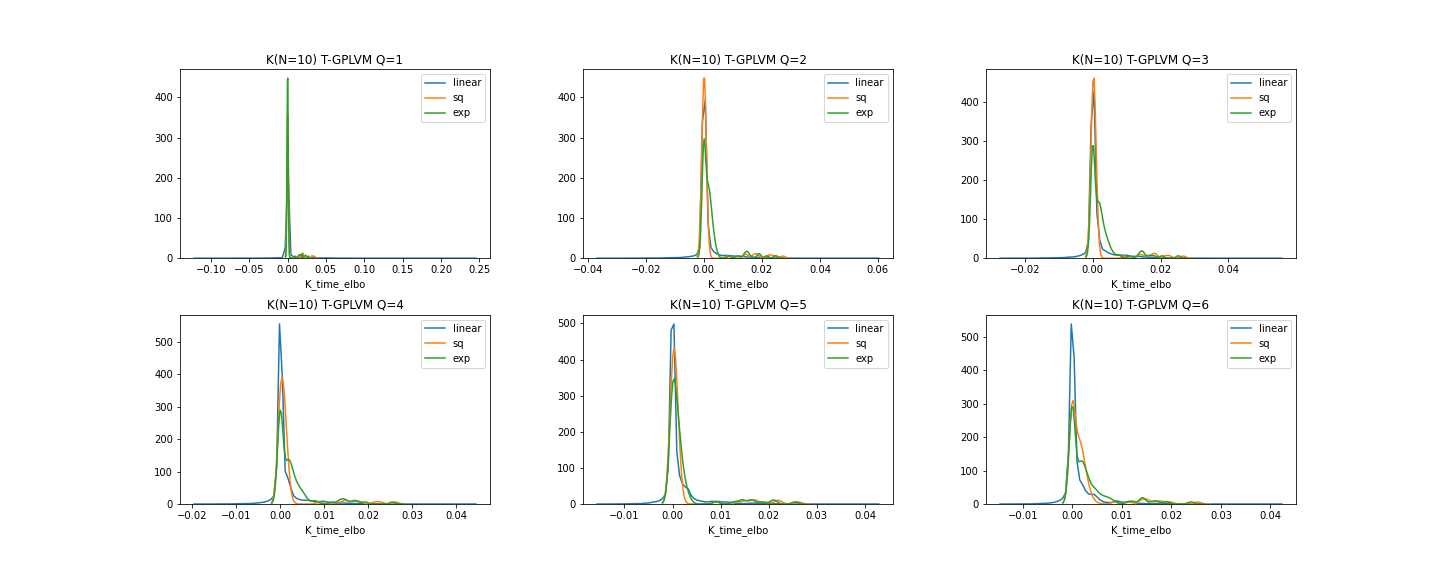 K(N=10) T-GPLVM Q=1
400
300
200
100
0
−0.10 −0.05 0.00 0.05 0.10 0.15 0.20 0.25
K_time_elbo
linear
sq
exp
K(N=10) T-GPLVM Q=2
400
300
200
100
0
−0.04 −0.02 0.00 0.02 0.04 0.06
K_time_elbo
linear
sq
exp
K(N=10) T-GPLVM Q=3
400
300
200
100
0
−0.02 0.00 0.02 0.04
K_time_elbo
linear
sq
exp
K(N=10) T-GPLVM Q=4
500
400
300
200
100
0
−0.02 −0.01 0.00 0.01 0.02 0.03 0.04
K_time_elbo
linear
sq
exp
K(N=10) T-GPLVM Q=5
500
400
300
200
100
0
−0.01 0.00 0.01 0.02 0.03 0.04
K_time_elbo
linear
sq
exp
K(N=10) T-GPLVM Q=6
500
400
300
200
100
0
−0.01 0.00 0.01 0.02 0.03 0.04
K_time_elbo
linear
sq
exp